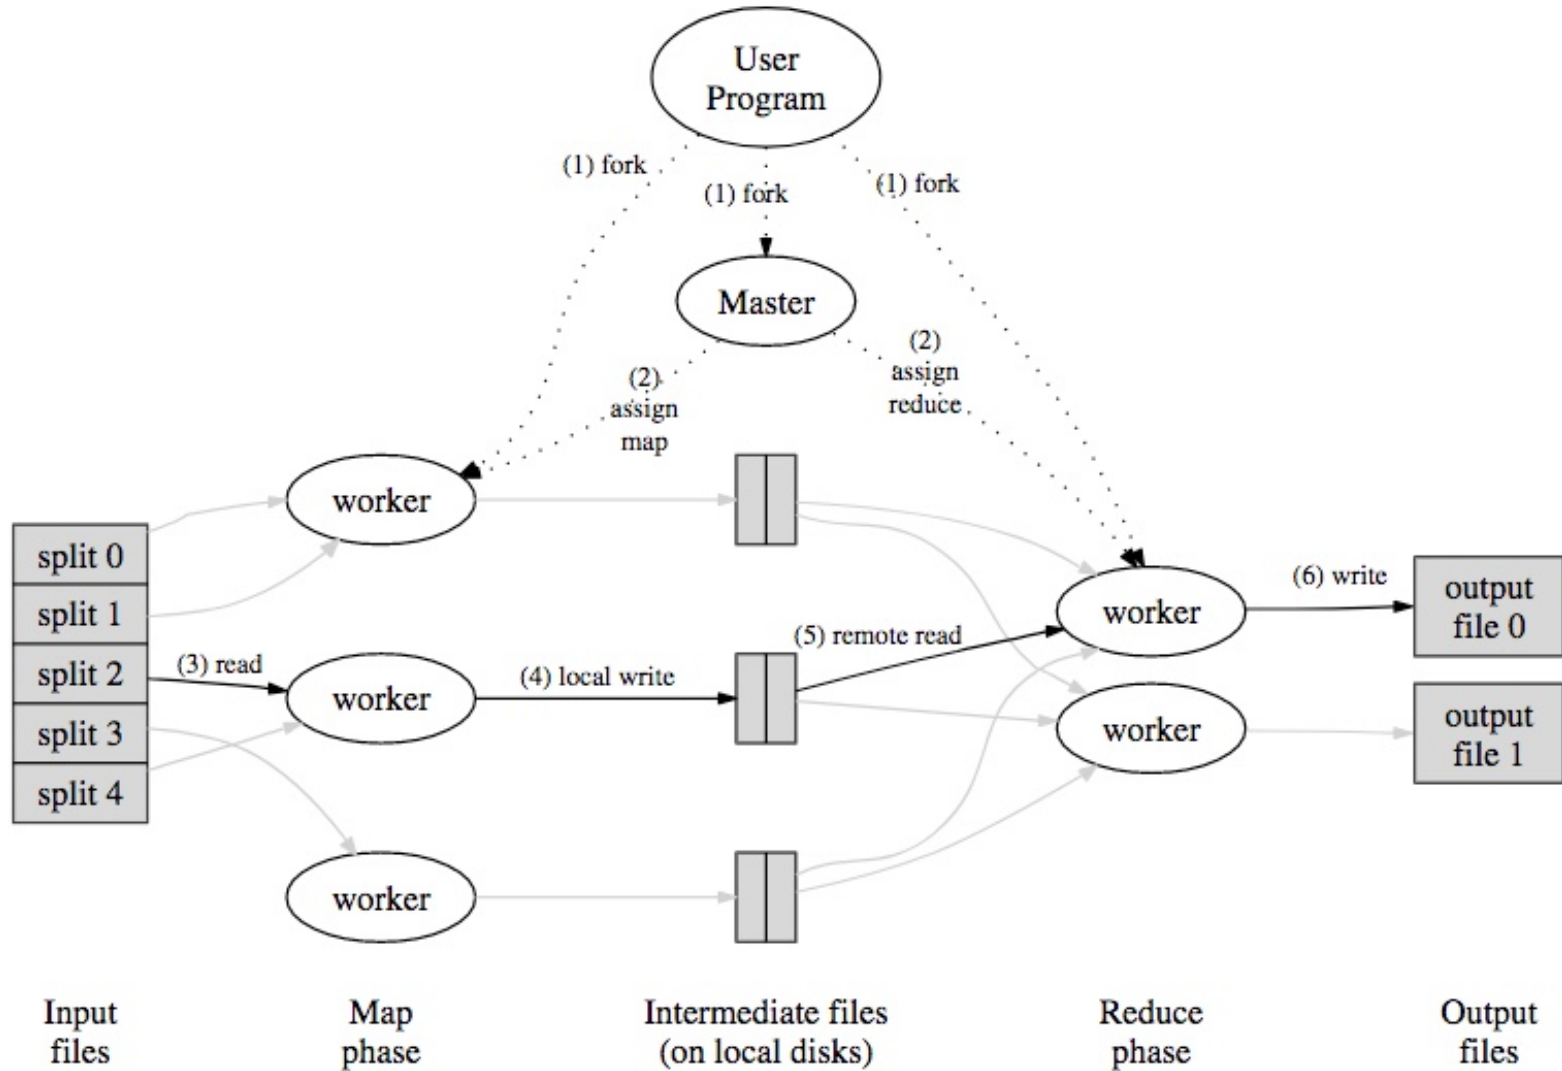 User
Program
(1) fork
(1) fork
(1) fork
Master
(2)
assign
map
(2)
assign
reduce
split 0
split 1
split 2
split 3
split 4
(3) read
worker
worker
worker
(4) local write
(5) remote read
worker
worker
(6) write
output
file 0
output
file 1
Input
files
Map
phase
Intermediate files
(on local disks)
Reduce
phase
Output
files